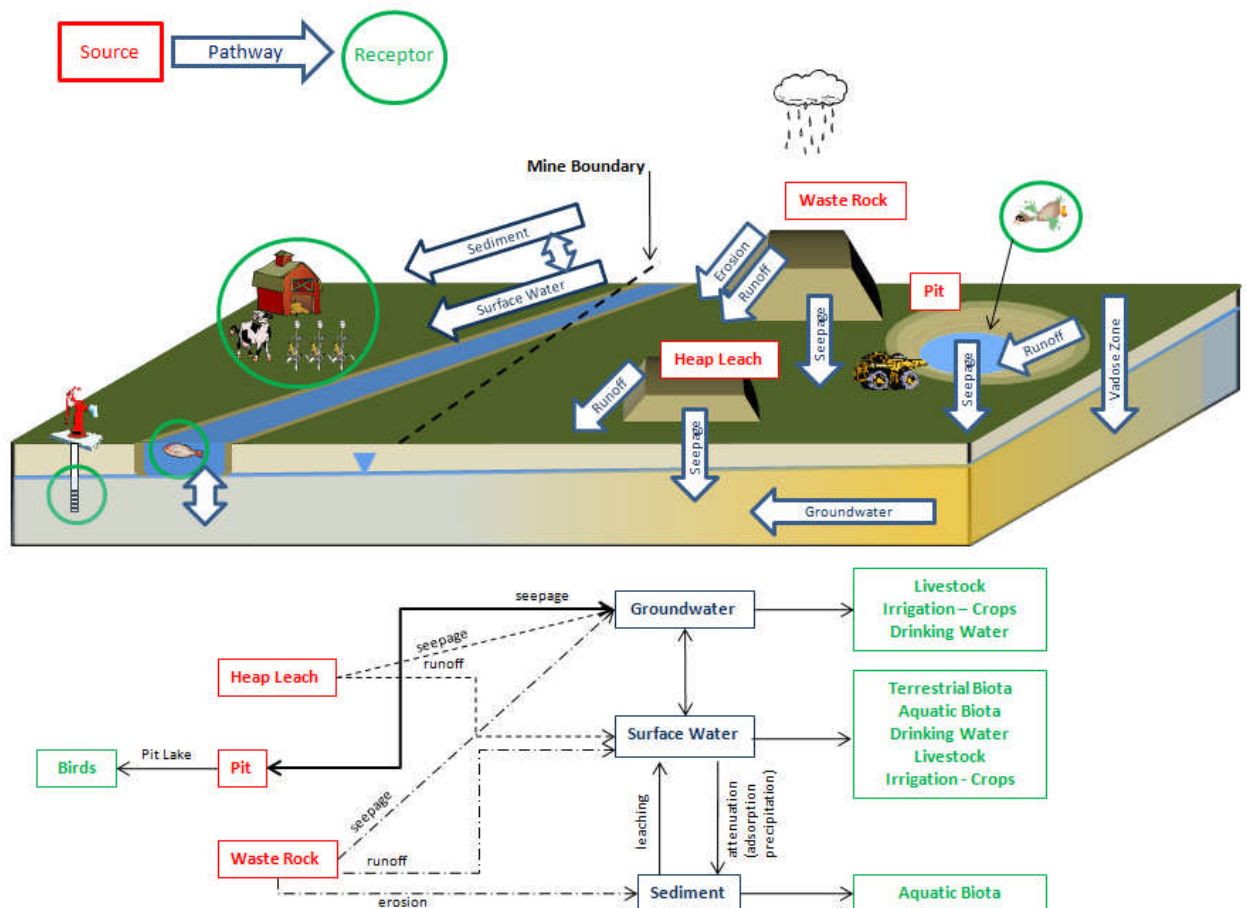 Source
Pathway
Receptor
Mine Boundary
Waste Rock
Sediment
Surface Water
Erosion
Runoff
Pit
Seepage
Runoff
Seepage
Vadose Zone
Heap Leach
Runoff
Seepage
Groundwater
seepage
Groundwater
Livestock
Irrigation – Crops
Drinking Water
seepage
Heap Leach
runoff
Surface Water
Terrestrial Biota
Aquatic Biota
Drinking Water
Livestock
Irrigation - Crops
Birds
Pit Lake
Pit
seepage
leaching
attenuation
(adsorption
precipitation)
Waste Rock
runoff
erosion
Sediment
Aquatic Biota